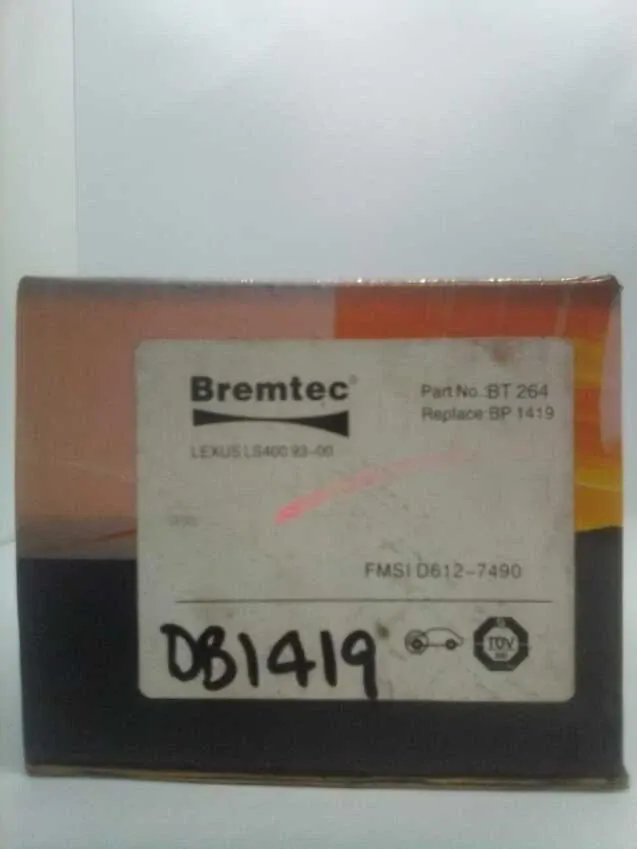 Bremtec®
Part No.:BT 264
Replace:BP 1419
LEXUS LS400 93-00
FMSI D612-7490
DB1419
TÜV